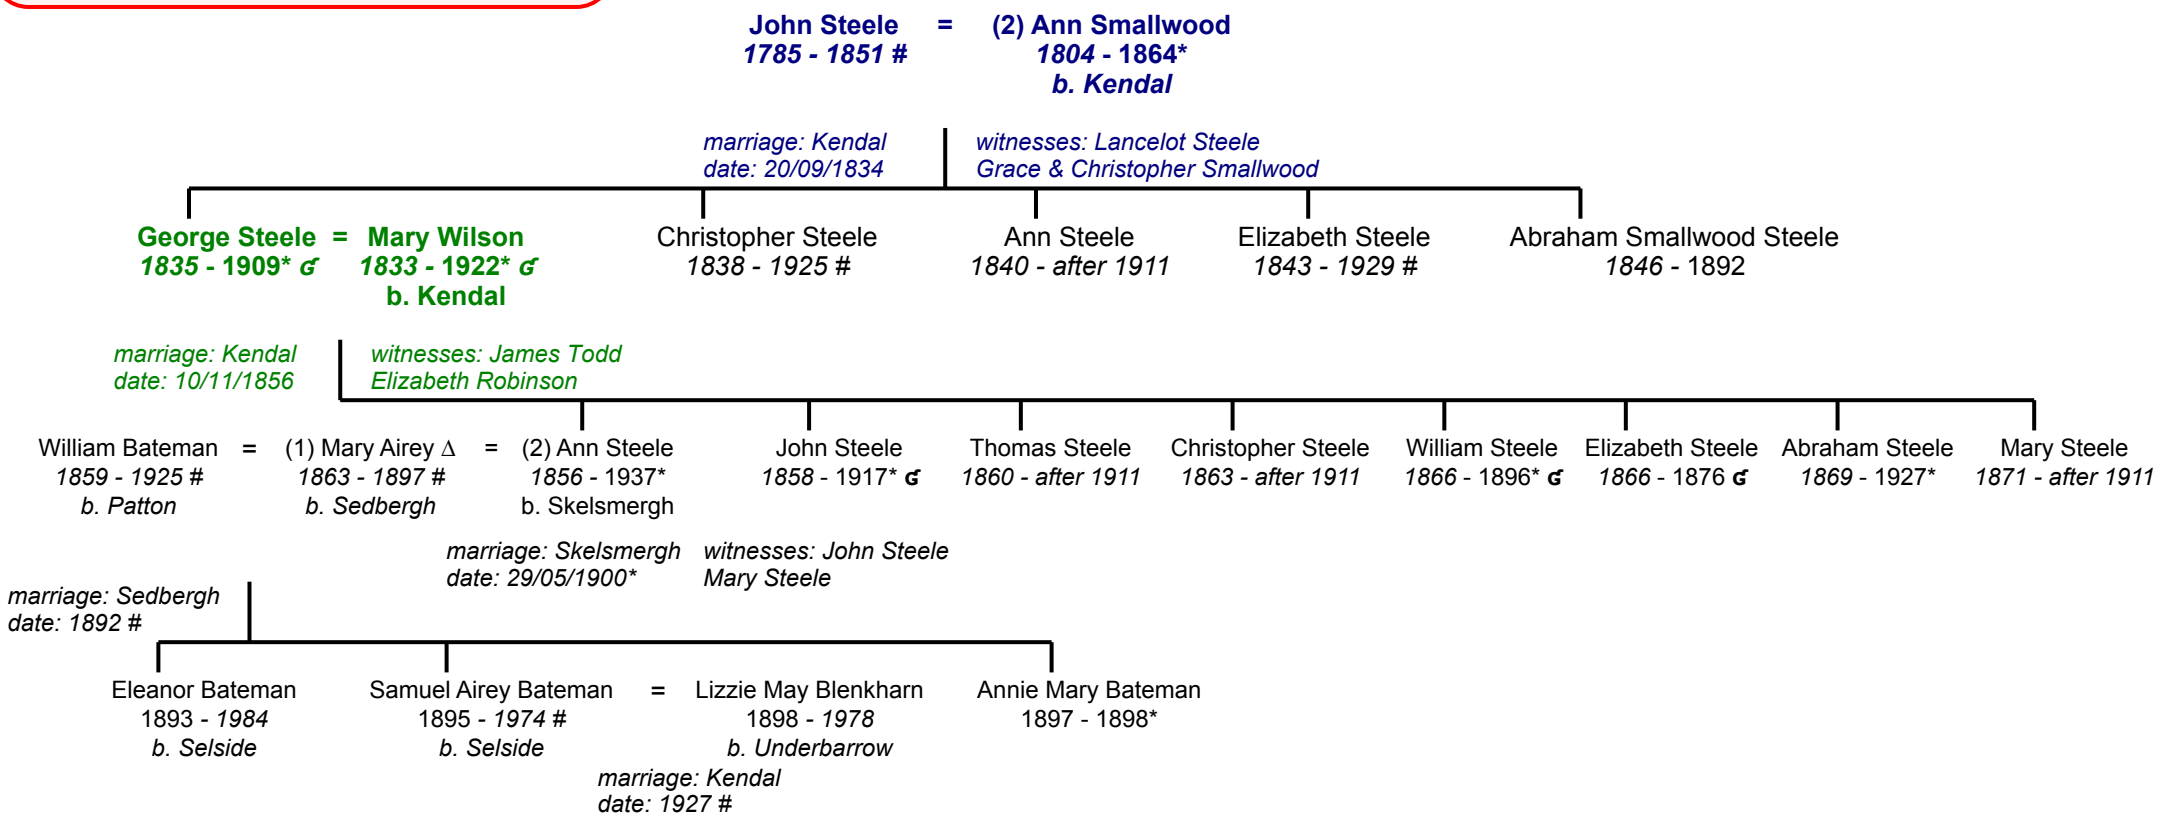 John Steele = (2) Ann Smallwood
1785 - 1851 # 1804 - 1864*
b. Kendal
marriage: Kendal witnesses: Lancelot Steele
date: 20/09/1834 Grace & Christopher Smallwood
George Steele = Mary Wilson Christopher Steele Ann Steele Elizabeth Steele Abraham Smallwood Steele
1835 - 1909* ɠ 1833 - 1922* ɠ 1838 - 1925 # 1840 - after 1911 1843 - 1929 # 1846 - 1892
b. Kendal
marriage: Kendal witnesses: James Todd
date: 10/11/1856 Elizabeth Robinson
William Bateman = (1) Mary Airey Δ = (2) Ann Steele John Steele Thomas Steele Christopher Steele William Steele Elizabeth Steele Abraham Steele Mary Steele
1859 - 1925 # 1863 - 1897 # 1856 - 1937* 1858 - 1917* ɠ 1860 - after 1911 1863 - after 1911 1866 - 1896* ɠ 1866 - 1876 ɠ 1869 - 1927* 1871 - after 1911
b. Patton b. Sedbergh b. Skelsmergh
marriage: Skelsmergh witnesses: John Steele
date: 29/05/1900* Mary Steele
marriage: Sedbergh
date: 1892 #
Eleanor Bateman Samuel Airey Bateman = Lizzie May Blenkharn Annie Mary Bateman
1893 - 1984 1895 - 1974 # 1898 - 1978 1897 - 1898*
b. Selside b. Selside b. Underbarrow
marriage: Kendal
date: 1927 #